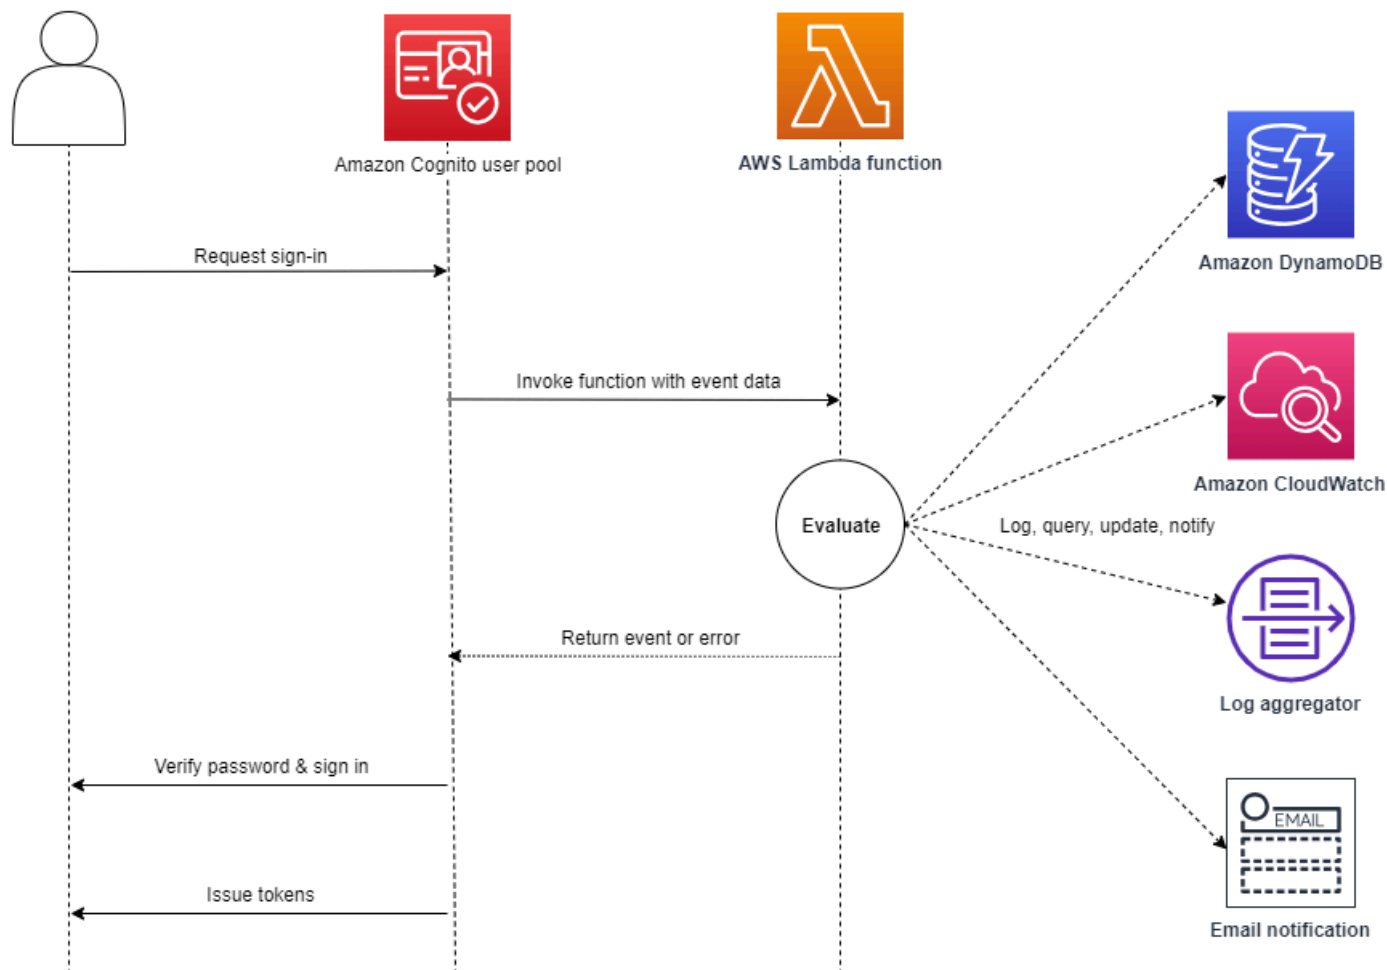 Amazon Cognito user pool
AWS Lambda function
Amazon DynamoDB
Request sign-in
Invoke function with event data
Amazon CloudWatch
Evaluate
Log, query, update, notify
Return event or error
Log aggregator
Verify password & sign in
EMAIL
Issue tokens
Email notification